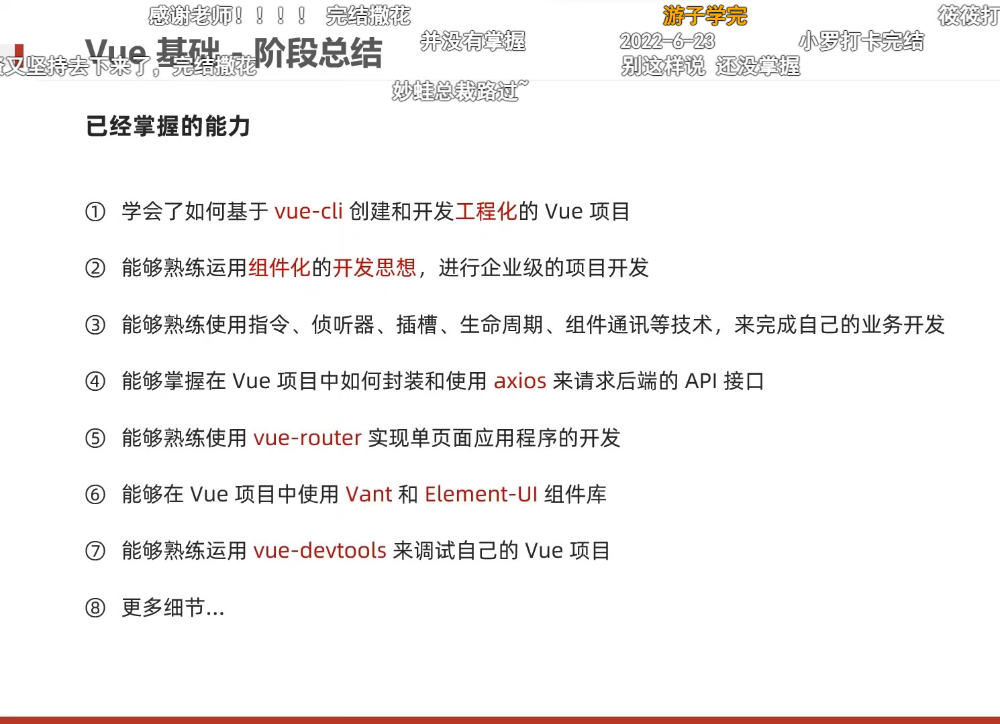 感谢老师！！！！ 完结撒花
游子学完
筱筱打
并没有掌握
2022-6-23
小罗打卡完结
Vue 基础 - 阶段总结
又坚持去下来了，完结撒花
别这样说 还没掌握
妙蛙总裁路过~
已经掌握的能力
① 学会了如何基于 vue-cli 创建和开发工程化的 Vue 项目
② 能够熟练运用组件化的开发思想，进行企业级的项目开发
③ 能够熟练使用指令、侦听器、插槽、生命周期、组件通讯等技术，来完成自己的业务开发
④ 能够掌握在 Vue 项目中如何封装和使用 axios 来请求后端的 API 接口
⑤ 能够熟练使用 vue-router 实现单页面应用程序的开发
⑥ 能够在 Vue 项目中使用 Vant 和 Element-UI 组件库
⑦ 能够熟练运用 vue-devtools 来调试自己的 Vue 项目
⑧ 更多细节...